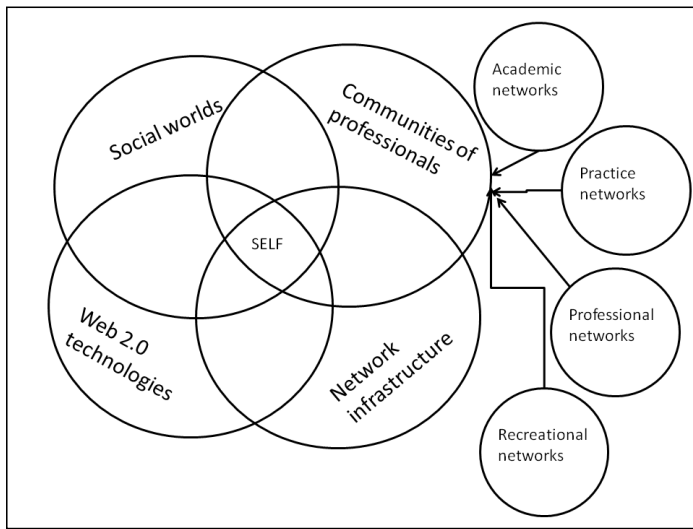 Social worlds
Communities of
professionals
SELF
Web 2.0
technologies
Network
infrastructure
Academic
networks
Practice
networks
Professional
networks
Recreational
networks